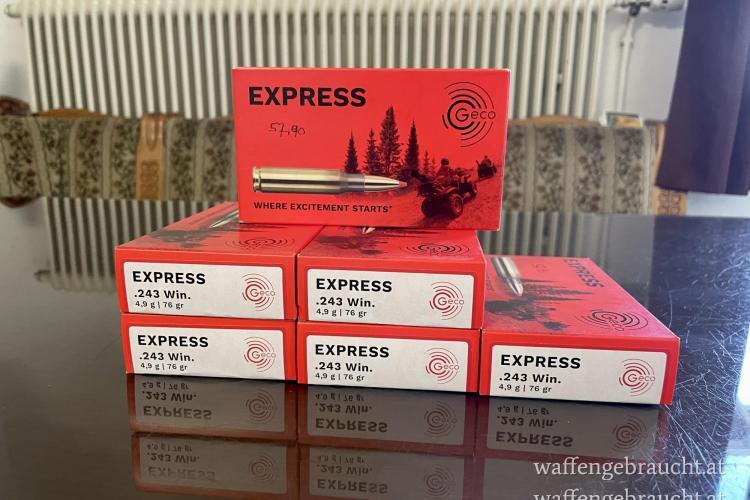 EXPRESS
Geco
57,90
WHERE EXCITEMENT STARTS*
EXPRESS
.243 Win.
4,9 g | 76 gr
Geco
EXPRESS
.243 Win.
4,9 g | 76 gr
Geco
EXPRESS
.243 Win.
4,9 g | 76 gr
Geco
EXPRESS
.243 Win.
4,9 g | 76 gr
Geco
EXPRESS
.243 Win.
4,9 g | 76 gr
Geco
waffengebraucht.at